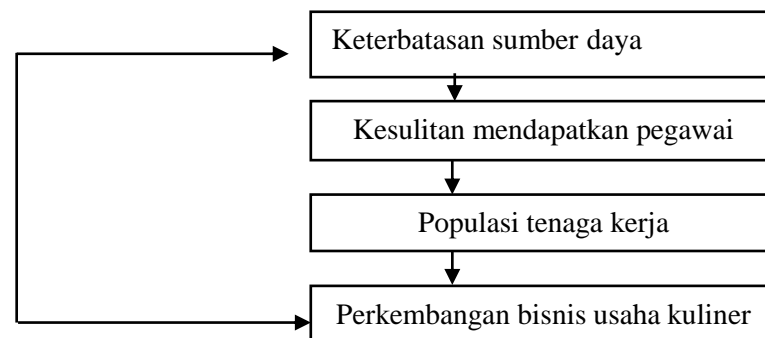 Keterbatasan sumber daya
Kesulitan mendapatkan pegawai
Populasi tenaga kerja
Perkembangan bisnis usaha kuliner